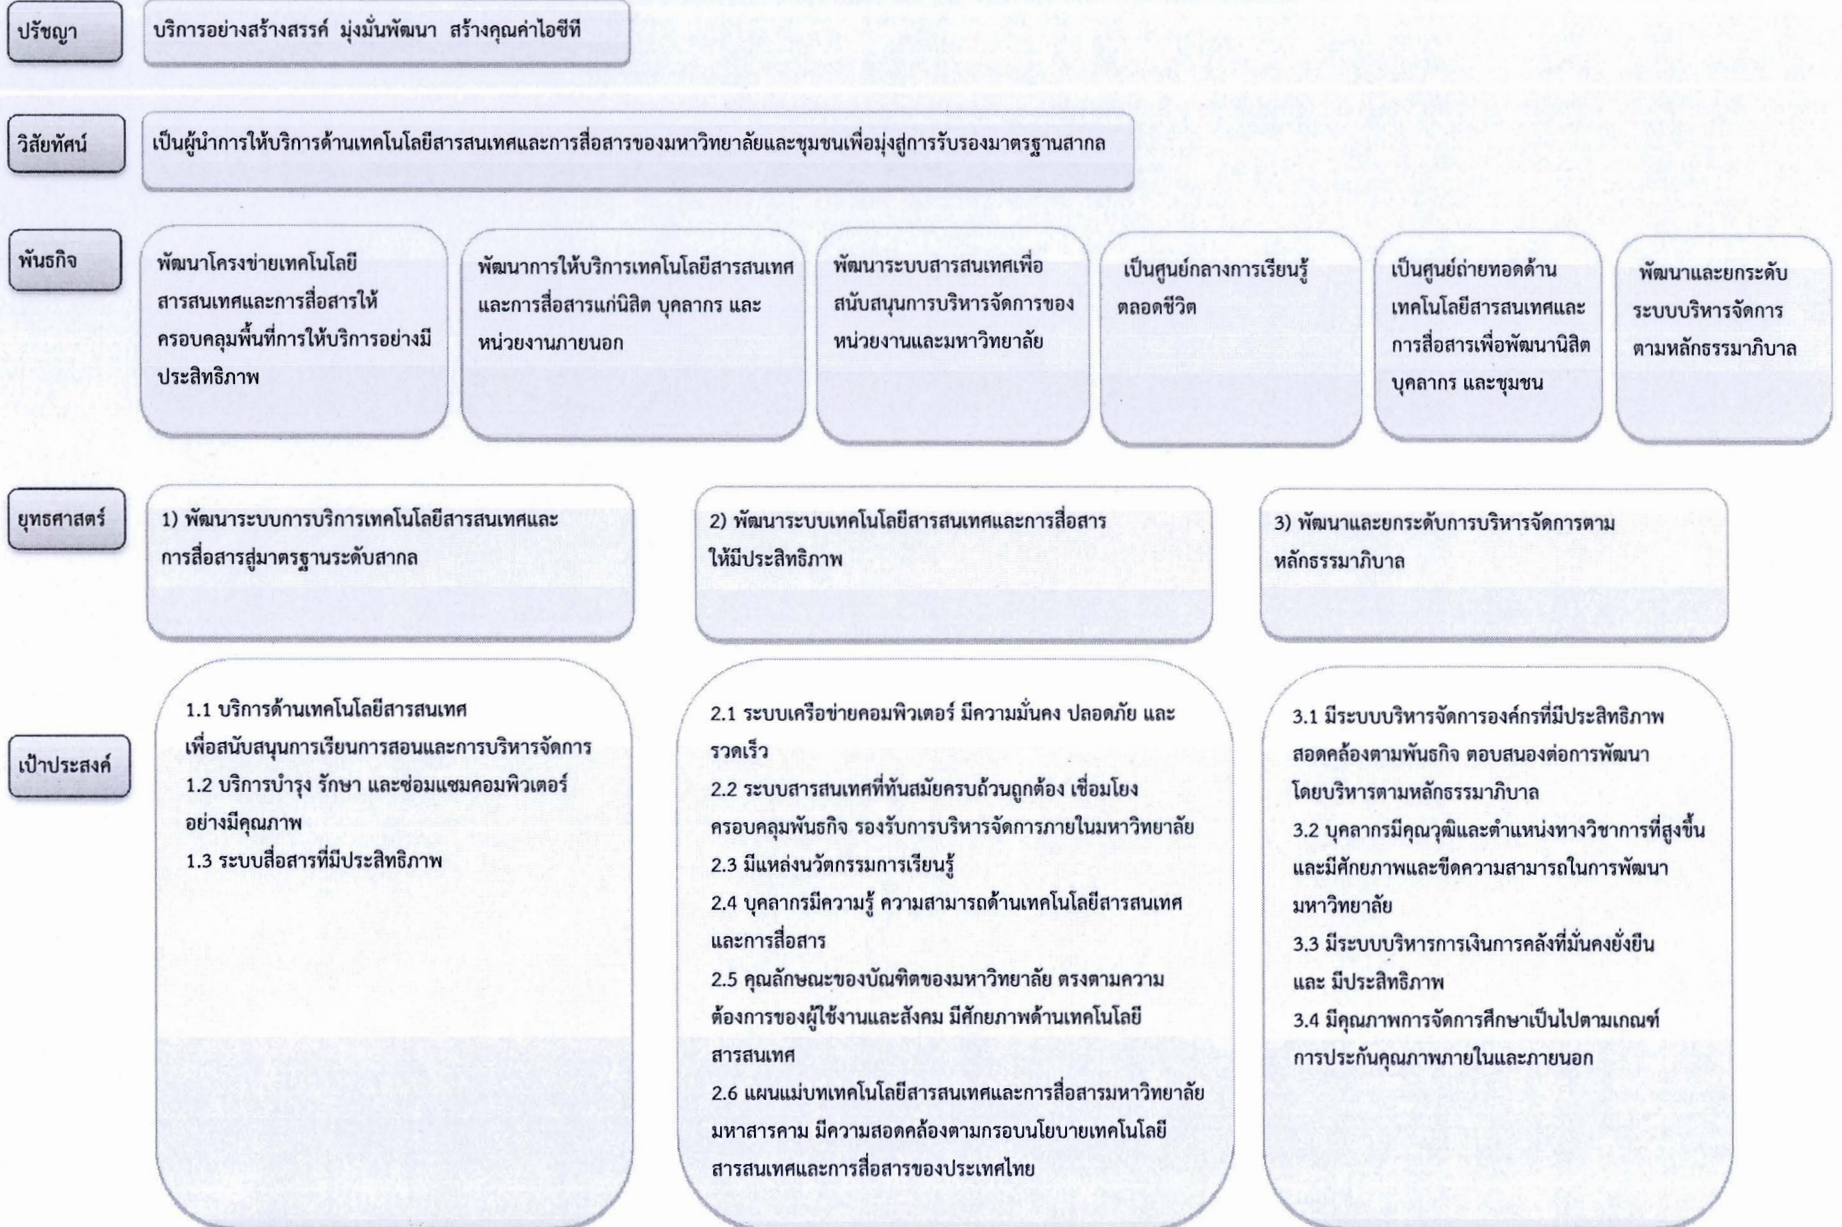 ปรัชญา
บริการอย่างสร้างสรรค์ มุ่งมั่นพัฒนา สร้างคุณค่าไอซีที
วิสัยทัศน์
เป็นผู้นำการให้บริการด้านเทคโนโลยีสารสนเทศและการสื่อสารของมหาวิทยาลัยและชุมชนเพื่อมุ่งสู่การรับรองมาตรฐานสากล
พันธกิจ
พัฒนาโครงข่ายเทคโนโลยี
สารสนเทศและการสื่อสารให้
ครอบคลุมพื้นที่การให้บริการอย่างมี
ประสิทธิภาพ
พัฒนาการให้บริการเทคโนโลยีสารสนเทศ
และการสื่อสารแก่นิสิต บุคลากร และ
หน่วยงานภายนอก
พัฒนาระบบสารสนเทศเพื่อ
สนับสนุนการบริหารจัดการของ
หน่วยงานและมหาวิทยาลัย
เป็นศูนย์กลางการเรียนรู้
ตลอดชีวิต
เป็นศูนย์ถ่ายทอดด้าน
เทคโนโลยีสารสนเทศและ
การสื่อสารเพื่อพัฒนานิสิต
บุคลากร และชุมชน
พัฒนาและยกระดับ
ระบบบริหารจัดการ
ตามหลักธรรมาภิบาล
ยุทธศาสตร์
1) พัฒนาระบบการบริการเทคโนโลยีสารสนเทศและ
การสื่อสารสู่มาตรฐานระดับสากล
2) พัฒนาระบบเทคโนโลยีสารสนเทศและการสื่อสาร
ให้มีประสิทธิภาพ
3) พัฒนาและยกระดับการบริหารจัดการตาม
หลักธรรมาภิบาล
เป้าประสงค์
1.1 บริการด้านเทคโนโลยีสารสนเทศ
เพื่อสนับสนุนการเรียนการสอนและการบริหารจัดการ
1.2 บริการบำรุง รักษา และซ่อมแซมคอมพิวเตอร์
อย่างมีคุณภาพ
1.3 ระบบสื่อสารที่มีประสิทธิภาพ
2.1 ระบบเครือข่ายคอมพิวเตอร์ มีความมั่นคง ปลอดภัย และ
รวดเร็ว
2.2 ระบบสารสนเทศที่ทันสมัยครบถ้วนถูกต้อง เชื่อมโยง
ครอบคลุมพันธกิจ รองรับการบริหารจัดการภายในมหาวิทยาลัย
2.3 มีแหล่งนวัตกรรมการเรียนรู้
2.4 บุคลากรมีความรู้ ความสามารถด้านเทคโนโลยีสารสนเทศ
และการสื่อสาร
2.5 คุณลักษณะของบัณฑิตของมหาวิทยาลัย ตรงตามความ
ต้องการของผู้ใช้งานและสังคม มีศักยภาพด้านเทคโนโลยี
สารสนเทศ
2.6 แผนแม่บทเทคโนโลยีสารสนเทศและการสื่อสารมหาวิทยาลัย
มหาสารคาม มีความสอดคล้องตามกรอบนโยบายเทคโนโลยี
สารสนเทศและการสื่อสารของประเทศไทย
3.1 มีระบบบริหารจัดการองค์กรที่มีประสิทธิภาพ
สอดคล้องตามพันธกิจ ตอบสนองต่อการพัฒนา
โดยบริหารตามหลักธรรมาภิบาล
3.2 บุคลากรมีคุณวุฒิและตำแหน่งทางวิชาการที่สูงขึ้น
และมีศักยภาพและขีดความสามารถในการพัฒนา
มหาวิทยาลัย
3.3 มีระบบบริหารการเงินการคลังที่มั่นคงยั่งยืน
และ มีประสิทธิภาพ
3.4 มีคุณภาพการจัดการศึกษาเป็นไปตามเกณฑ์
การประกันคุณภาพภายในและภายนอก